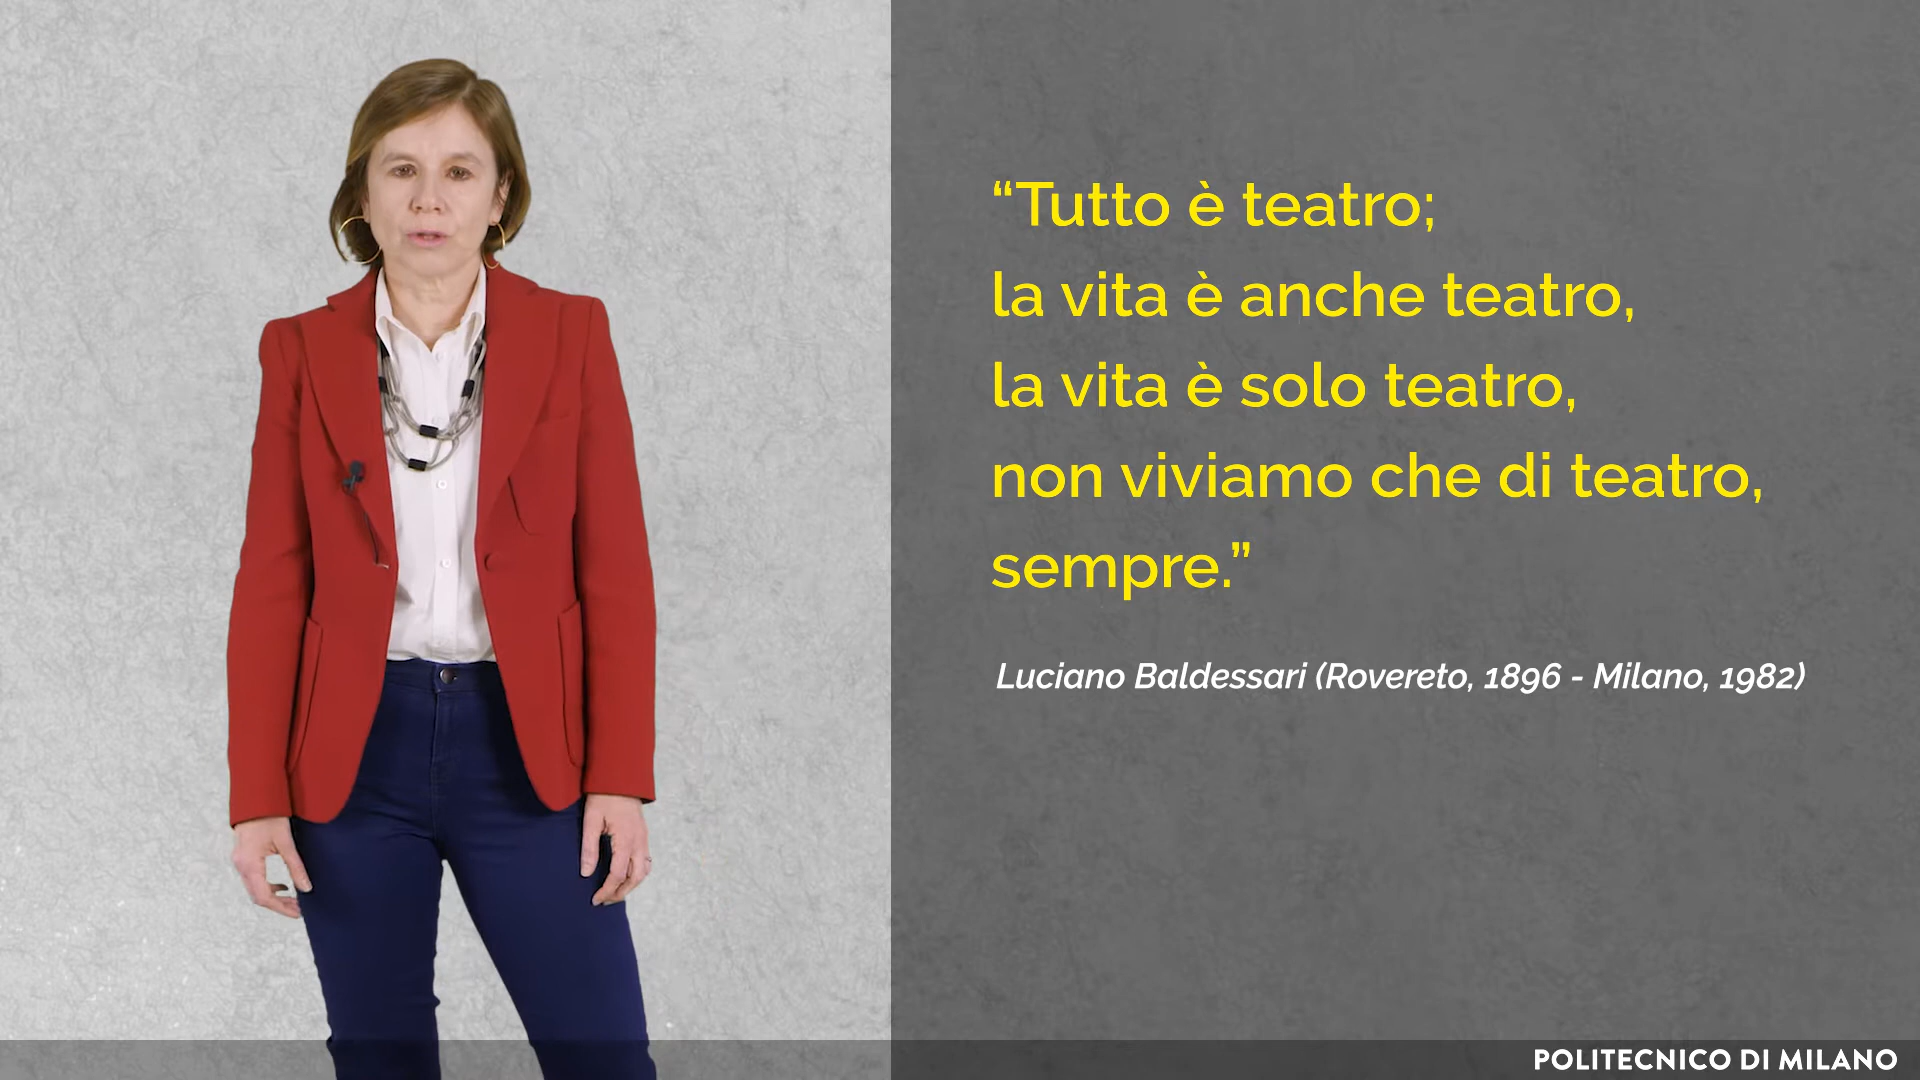 “Tutto è teatro;
la vita è anche teatro,
la vita è solo teatro,
non viviamo che di teatro,
sempre.”
Luciano Baldessari (Rovereto, 1896 - Milano, 1982)
POLITECNICO DI MILANO